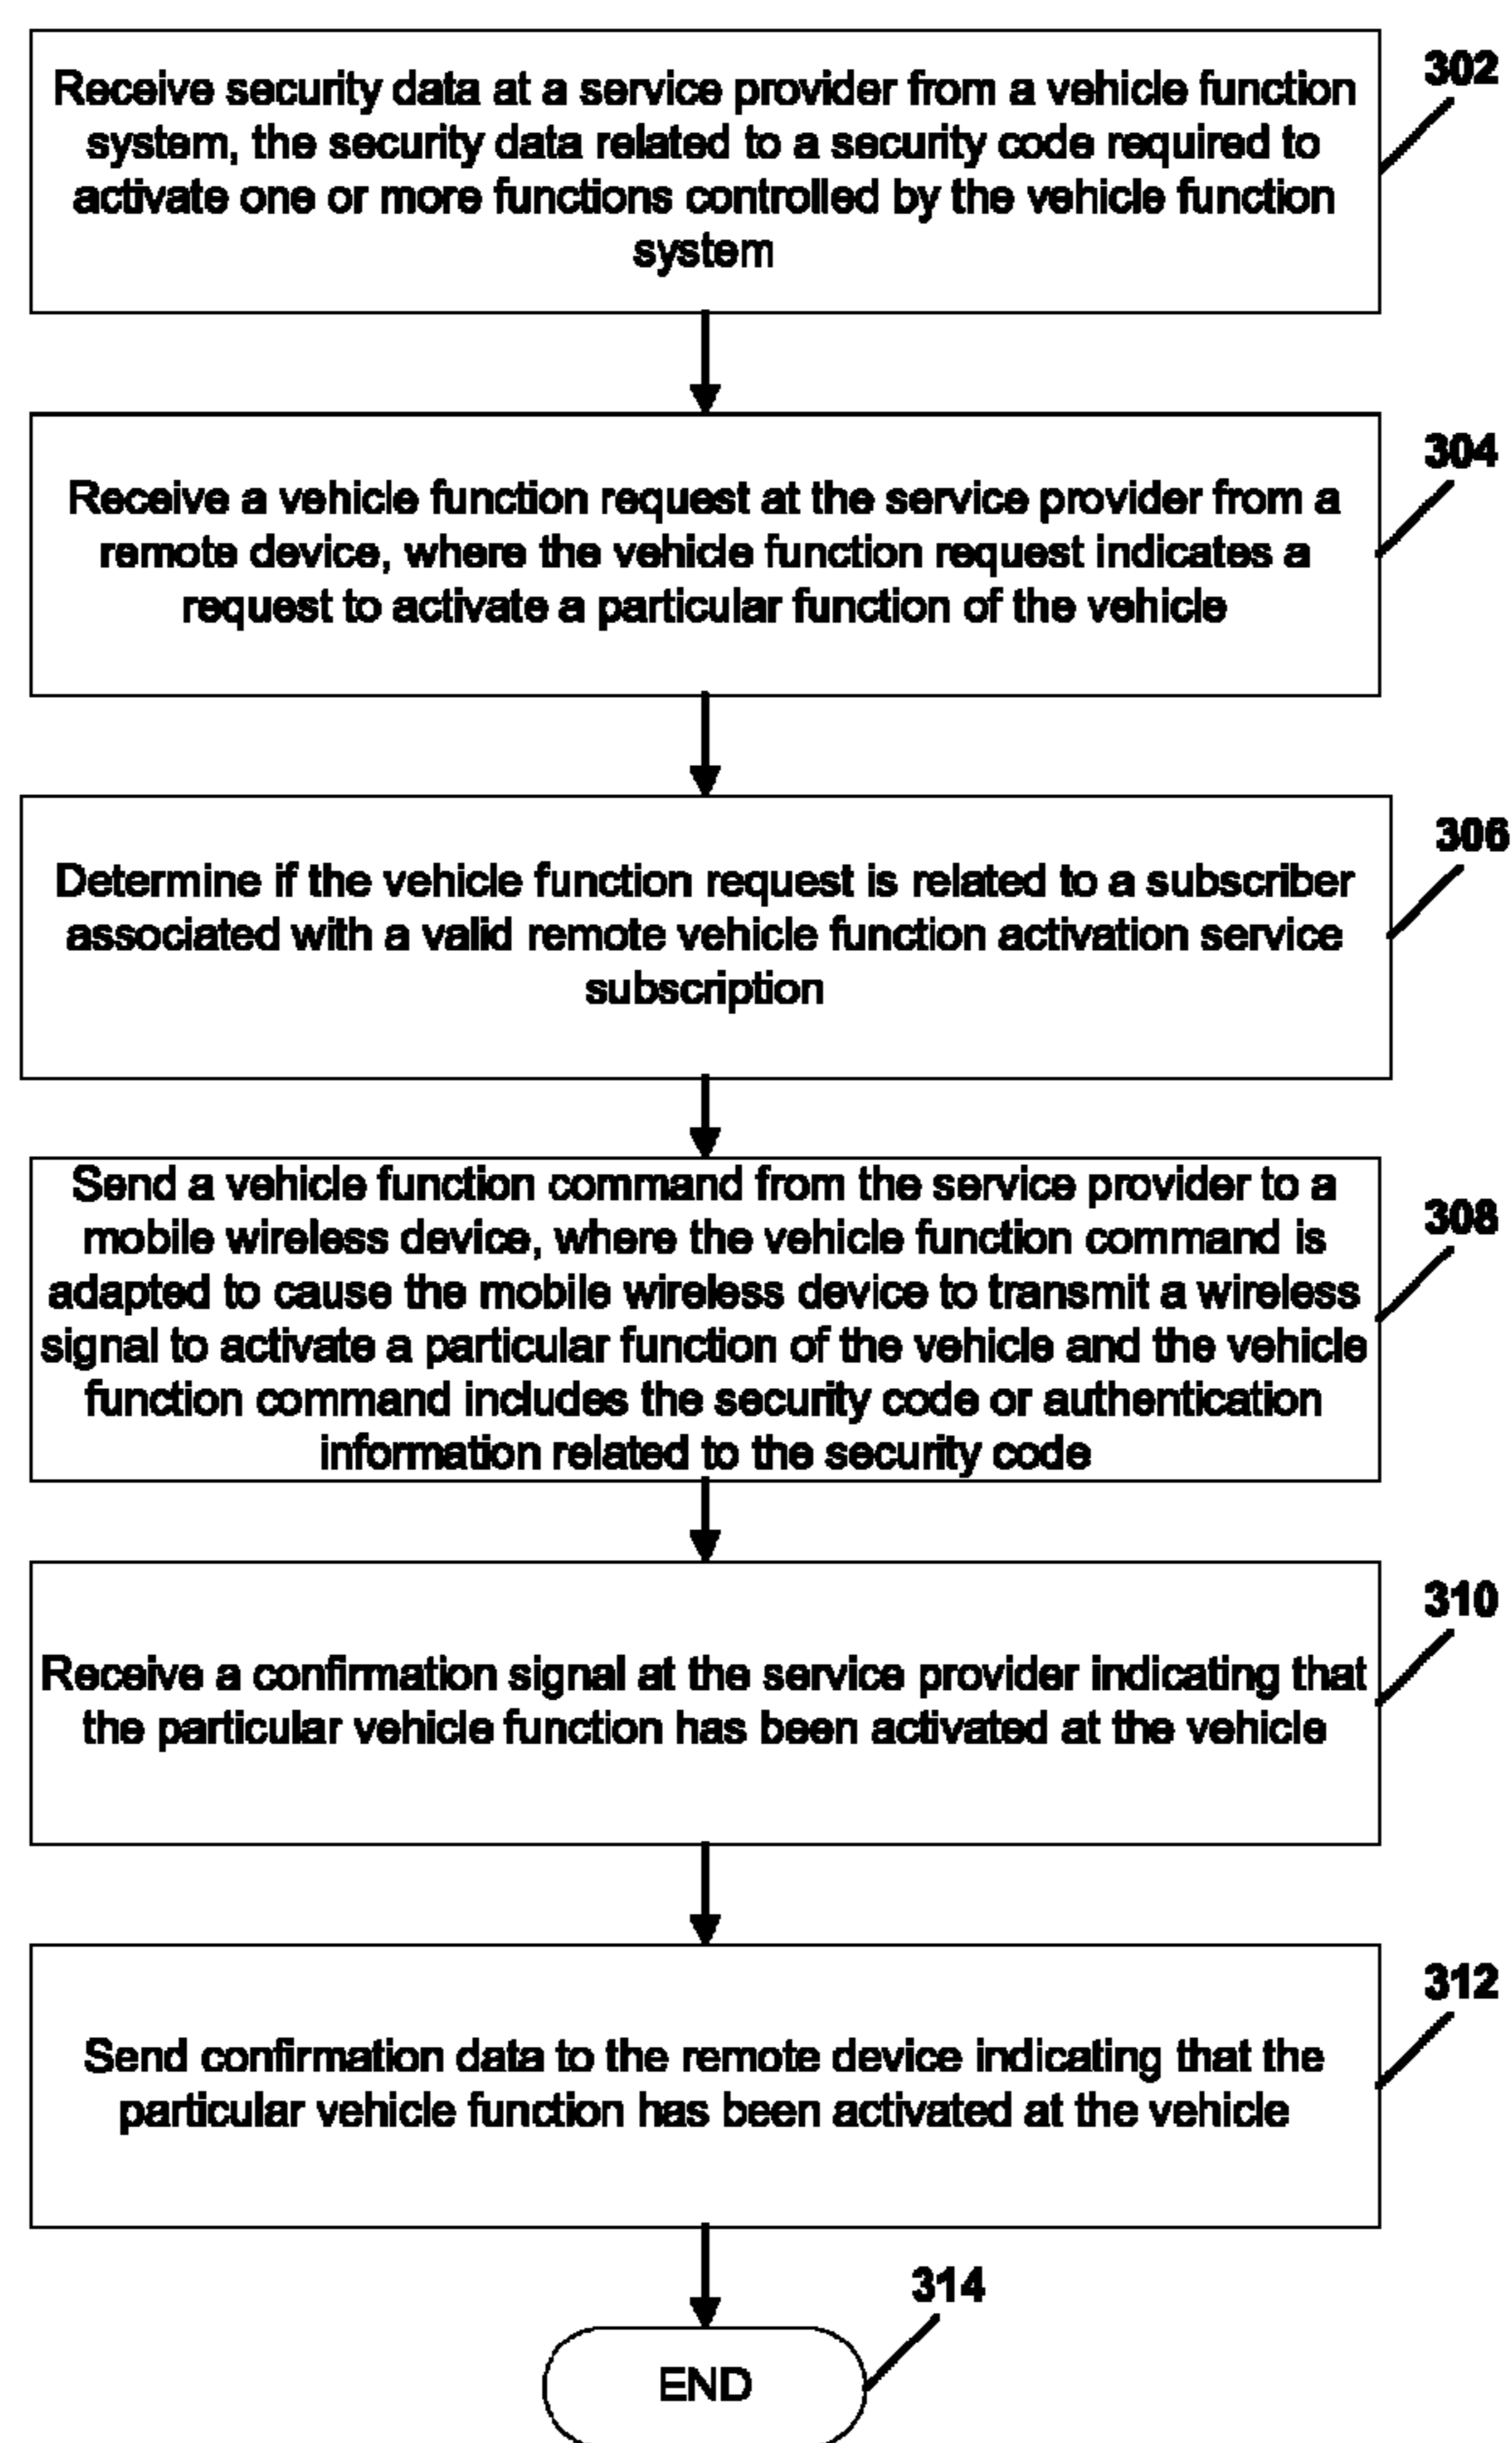 Receive security data at a service provider from a vehicle function
system, the security data related to a security code required to
activate one or more functions controlled by the vehicle function
system
302
Receive a vehicle function request at the service provider from a
remote device, where the vehicle function request indicates a
request to activate a particular function of the vehicle
304
Determine if the vehicle function request is related to a subscriber
associated with a valid remote vehicle function activation service
subscription
306
Send a vehicle function command from the service provider to a
mobile wireless device, where the vehicle function command is
adapted to cause the mobile wireless device to transmit a wireless
signal to activate a particular function of the vehicle and the vehicle
function command includes the security code or authentication
information related to the security code
308
Receive a confirmation signal at the service provider indicating that
the particular vehicle function has been activated at the vehicle
310
Send confirmation data to the remote device indicating that the
particular vehicle function has been activated at the vehicle
312
END
314